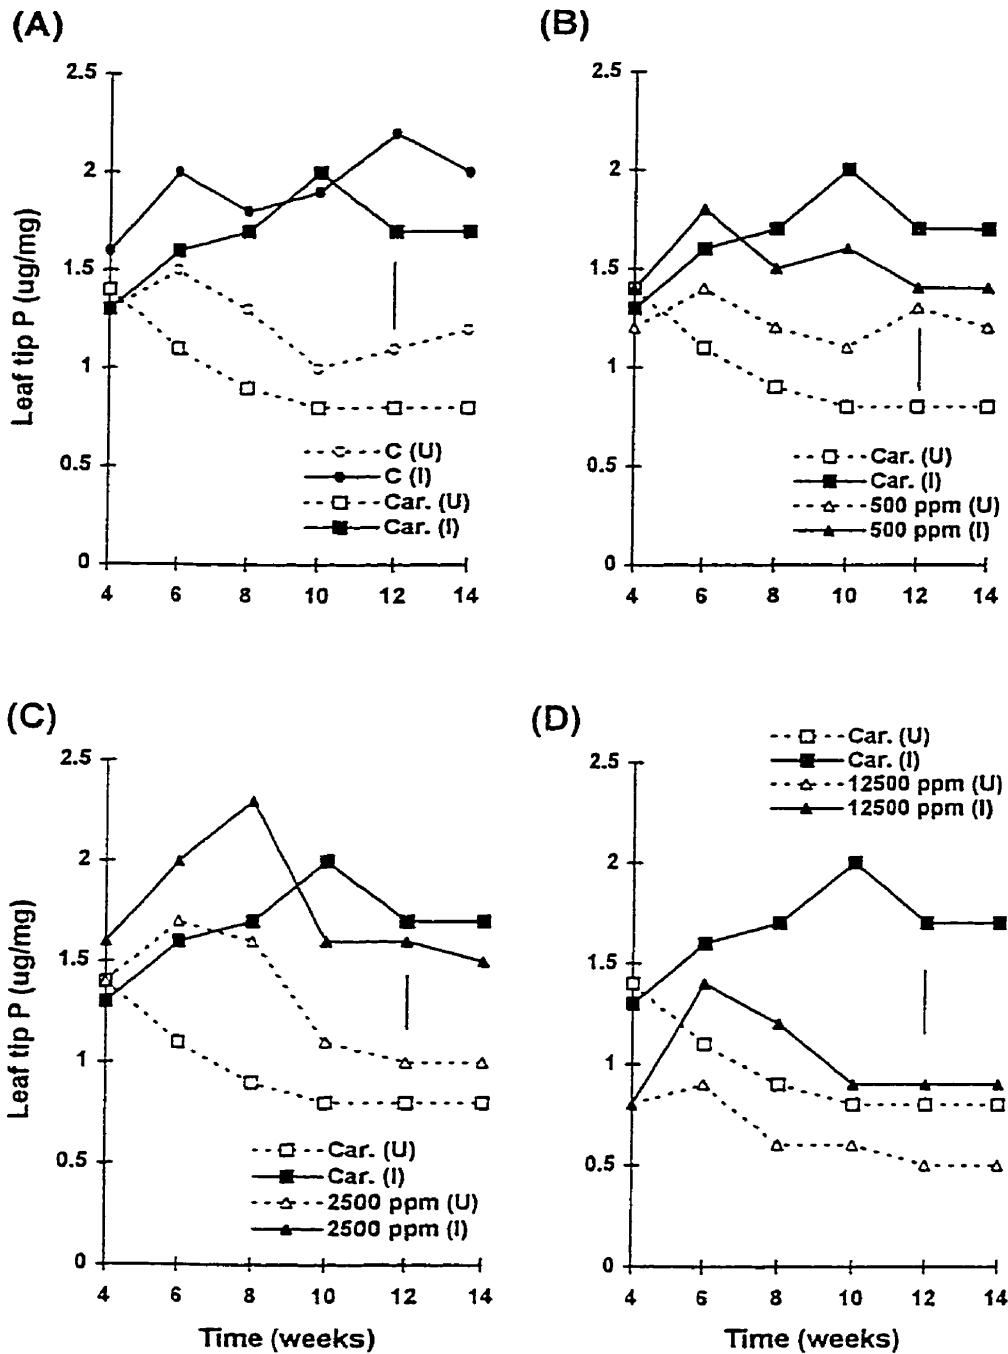 (A)
2.5
2
1.5
1
0.5
0
Leaf tip P (ug/mg)
C (U)
C (I)
Car. (U)
Car. (I)
4 6 8 10 12 14
(B)
2.5
2
1.5
1
0.5
0
Car. (U)
Car. (I)
500 ppm (U)
500 ppm (I)
4 6 8 10 12 14
(C)
2.5
2
1.5
1
0.5
0
Leaf tip P (ug/mg)
Car. (U)
Car. (I)
2500 ppm (U)
2500 ppm (I)
4 6 8 10 12 14
Time (weeks)
(D)
Car. (U)
Car. (I)
12500 ppm (U)
12500 ppm (I)
2.5
2
1.5
1
0.5
0
4 6 8 10 12 14
Time (weeks)